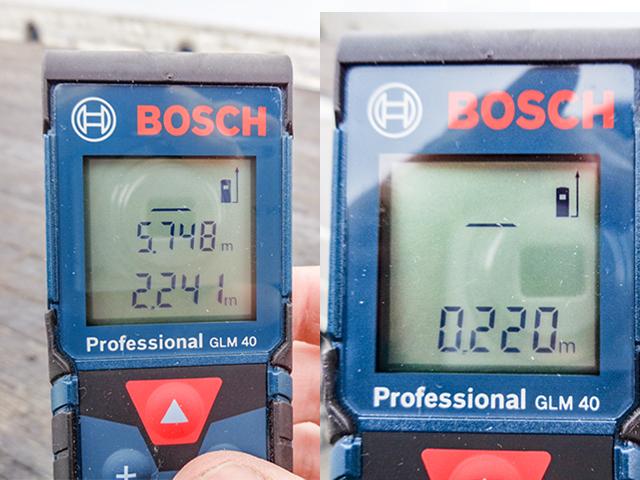 BOSCH
5.748 m
2.241 m
Professional GLM 40
+
BOSCH
0.220 m
Professional GLM 40